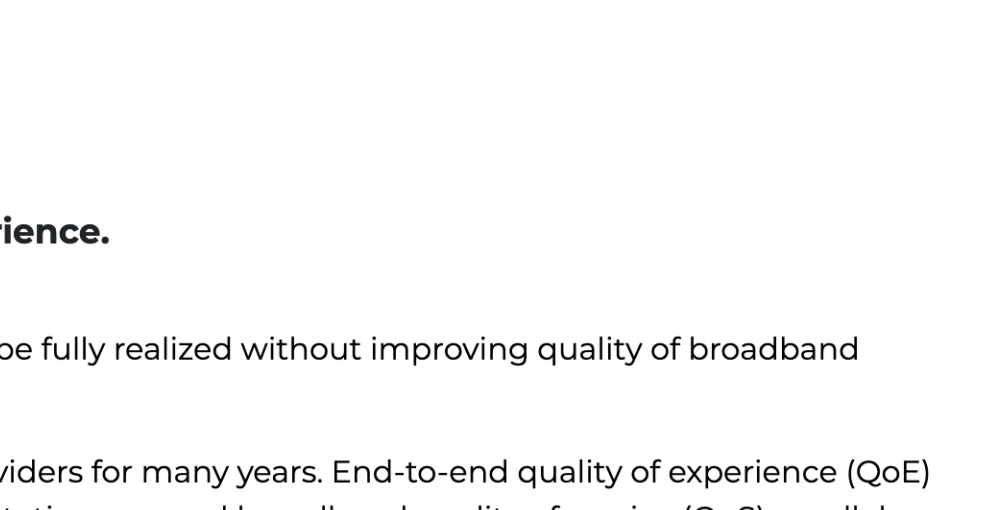 rience.
be fully realized without improving quality of broadband
viders for many years. End-to-end quality of experience (QoE)